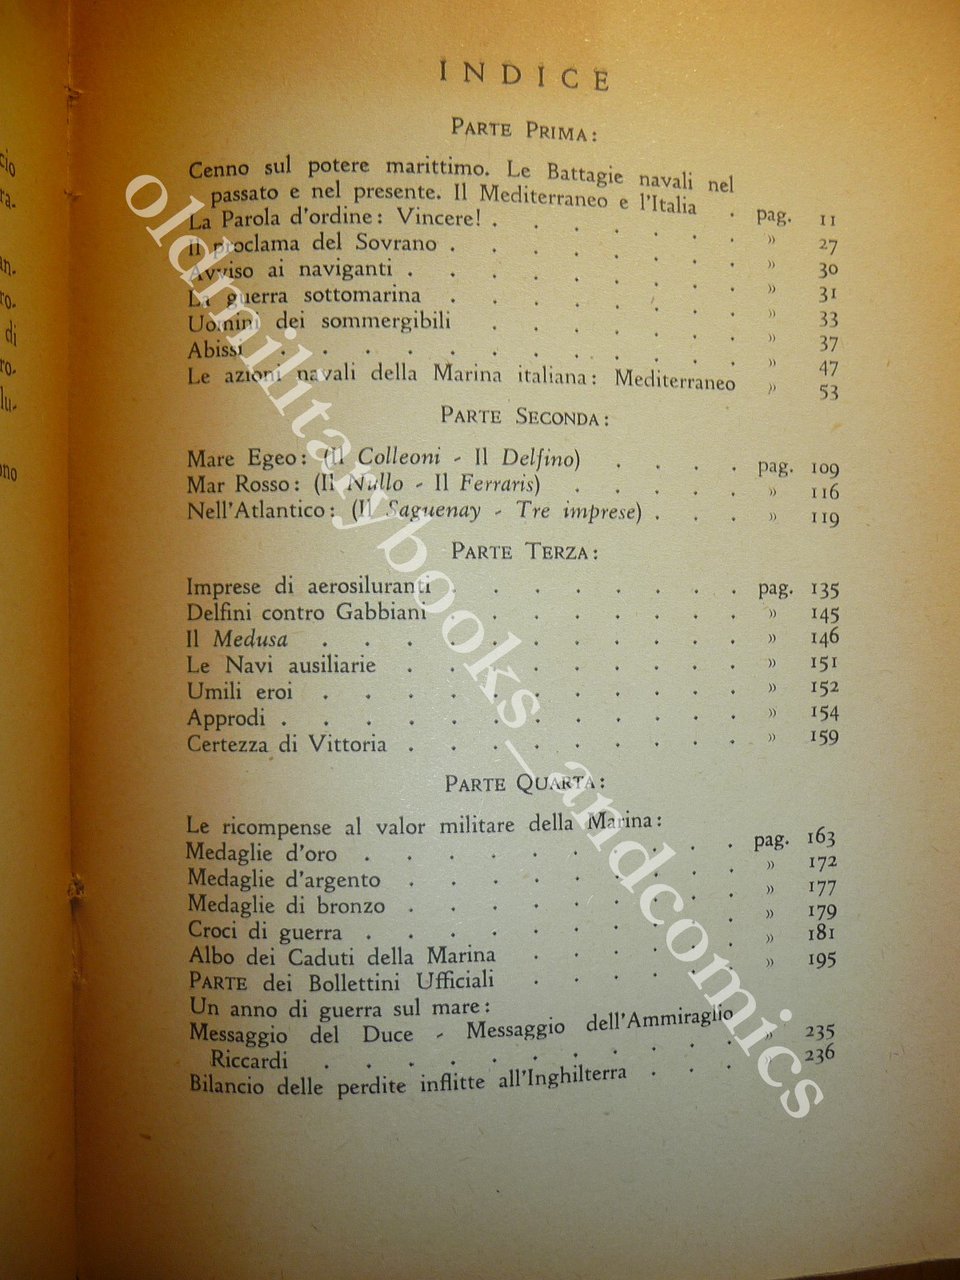 INDICE
PARTE PRIMA:
Cenno sul potere marittimo. Le Battagie navali nel
passato e nel presente. Il Mediterraneo e l'Italia . pag. 11
La Parola d'ordine: Vincere! . . . . . . . » 27
Il proclama del Sovrano . . . . . . . . » 30
Avviso ai naviganti . . . . . . . . . » 31
La guerra sottomarina . . . . . . . . » 33
Uomini dei sommergibili . . . . . . . » 37
Abissi . . . . . . . . . . . » 47
Le azioni navali della Marina italiana: Mediterraneo » 53
PARTE SECONDA:
Mare Egeo: (Il Colleoni - Il Delfino) . . . . pag. 109
Mar Rosso: (Il Nullo - Il Ferraris) . . . . . » 116
Nell'Atlantico: (Il Saguenay - Tre imprese) . . . » 119
PARTE TERZA:
Imprese di aerosiluranti . . . . . . . . pag. 135
Delfini contro Gabbiani . . . . . . . . » 145
Il Medusa . . . . . . . . . . . » 146
Le Navi ausiliarie . . . . . . . . . » 151
Umili eroi . . . . . . . . . . . » 152
Approdi . . . . . . . . . . . . » 154
Certezza di Vittoria . . . . . . . . . » 159
PARTE QUARTA:
Le ricompense al valor militare della Marina:
Medaglie d'oro . . . . . . . . . . pag. 163
Medaglie d'argento . . . . . . . . . » 172
Medaglie di bronzo . . . . . . . . . » 177
Croci di guerra . . . . . . . . . . » 179
Albo dei Caduti della Marina . . . . . . » 181
PARTE dei Bollettini Ufficiali . . . . . . » 195
Un anno di guerra sul mare:
Messaggio del Duce - Messaggio dell'Ammiraglio
Riccardi . . . . . . . . . . . » 235
Bilancio delle perdite inflitte all'Inghilterra . . . » 236
oldmilitarybooks_andcomics